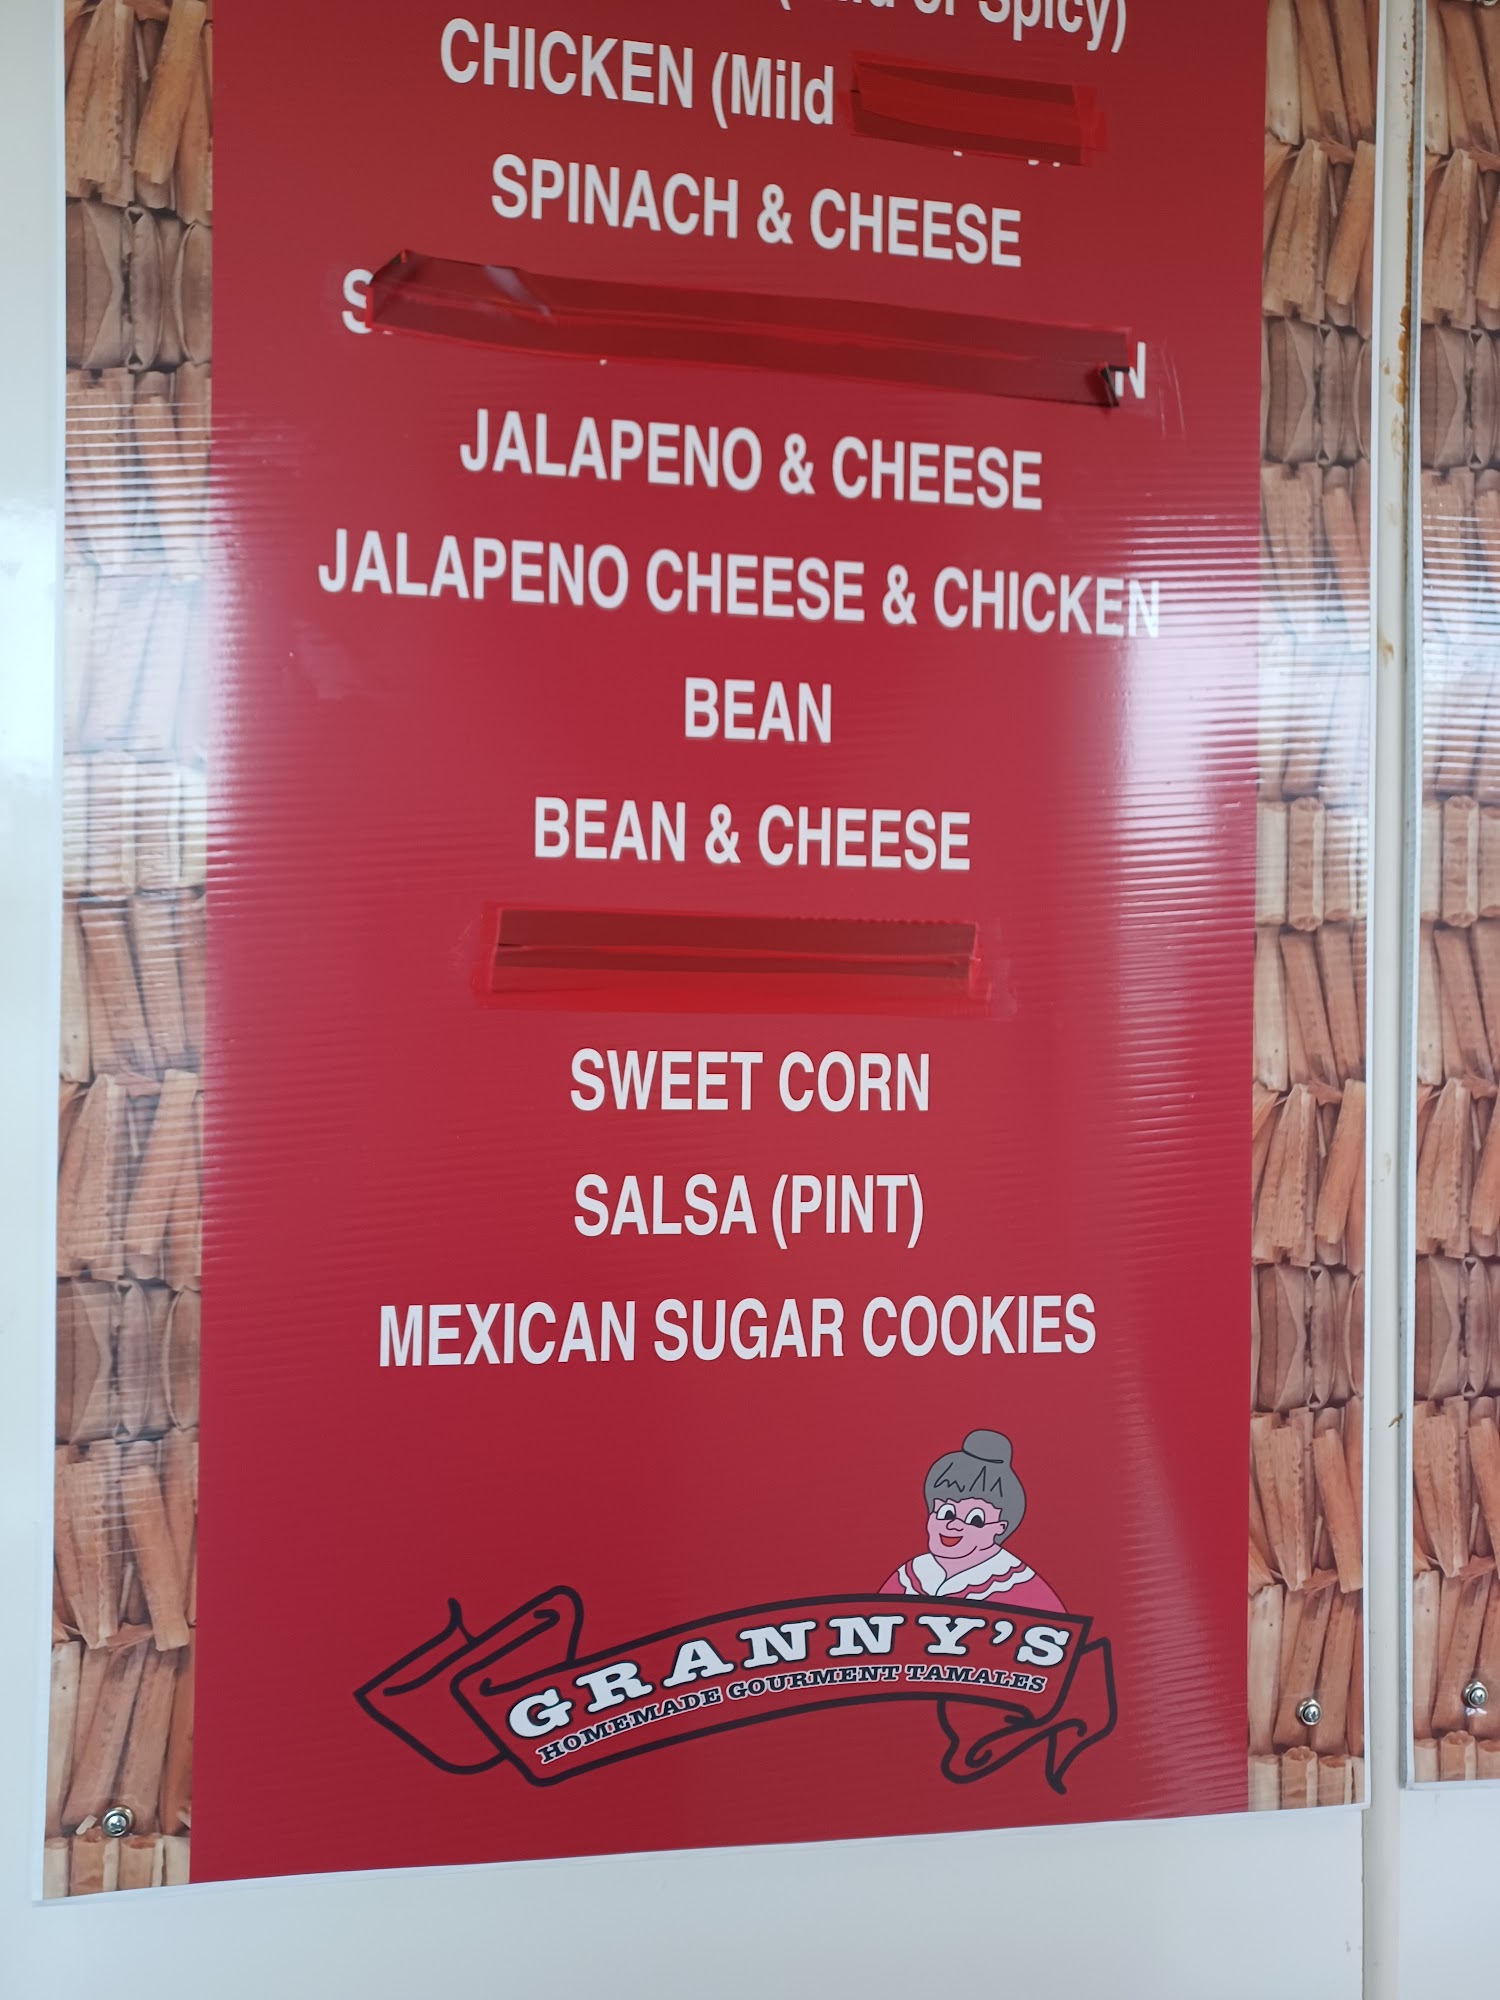 Spicy)
CHICKEN (Mild
SPINACH & CHEESE
JALAPENO & CHEESE
JALAPENO CHEESE & CHICKEN
BEAN
BEAN & CHEESE
SWEET CORN
SALSA (PINT)
MEXICAN SUGAR COOKIES
GRANNY'S
HOMEMADE GOURMENT TAMALES